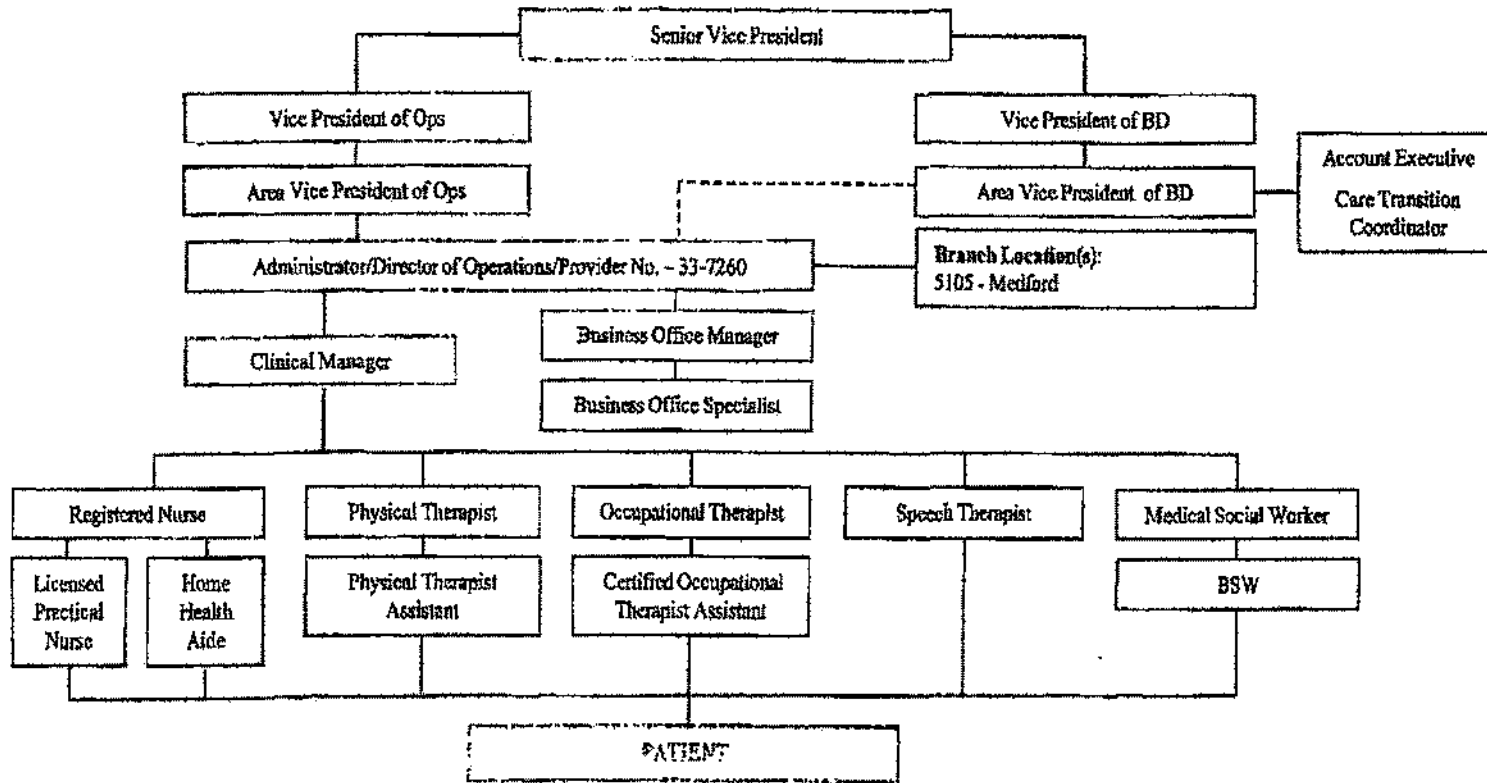 Senior Vice President
Vice President of Ops
Vice President of BD
Account Executive
Care Transition
Coordinator
Area Vice President of Ops
Area Vice President of BD
Administrator/Director of Operations/Provider No. - 33-7260
Branch Location(s):
5105 - Medford
Business Office Manager
Clinical Manager
Business Office Specialist
Registered Nurse
Physical Therapist
Occupational Therapist
Speech Therapist
Medical Social Worker
Licensed
Practical
Nurse
Home
Health
Aide
Physical Therapist
Assistant
Certified Occupational
Therapist Assistant
BSW
PATIENT